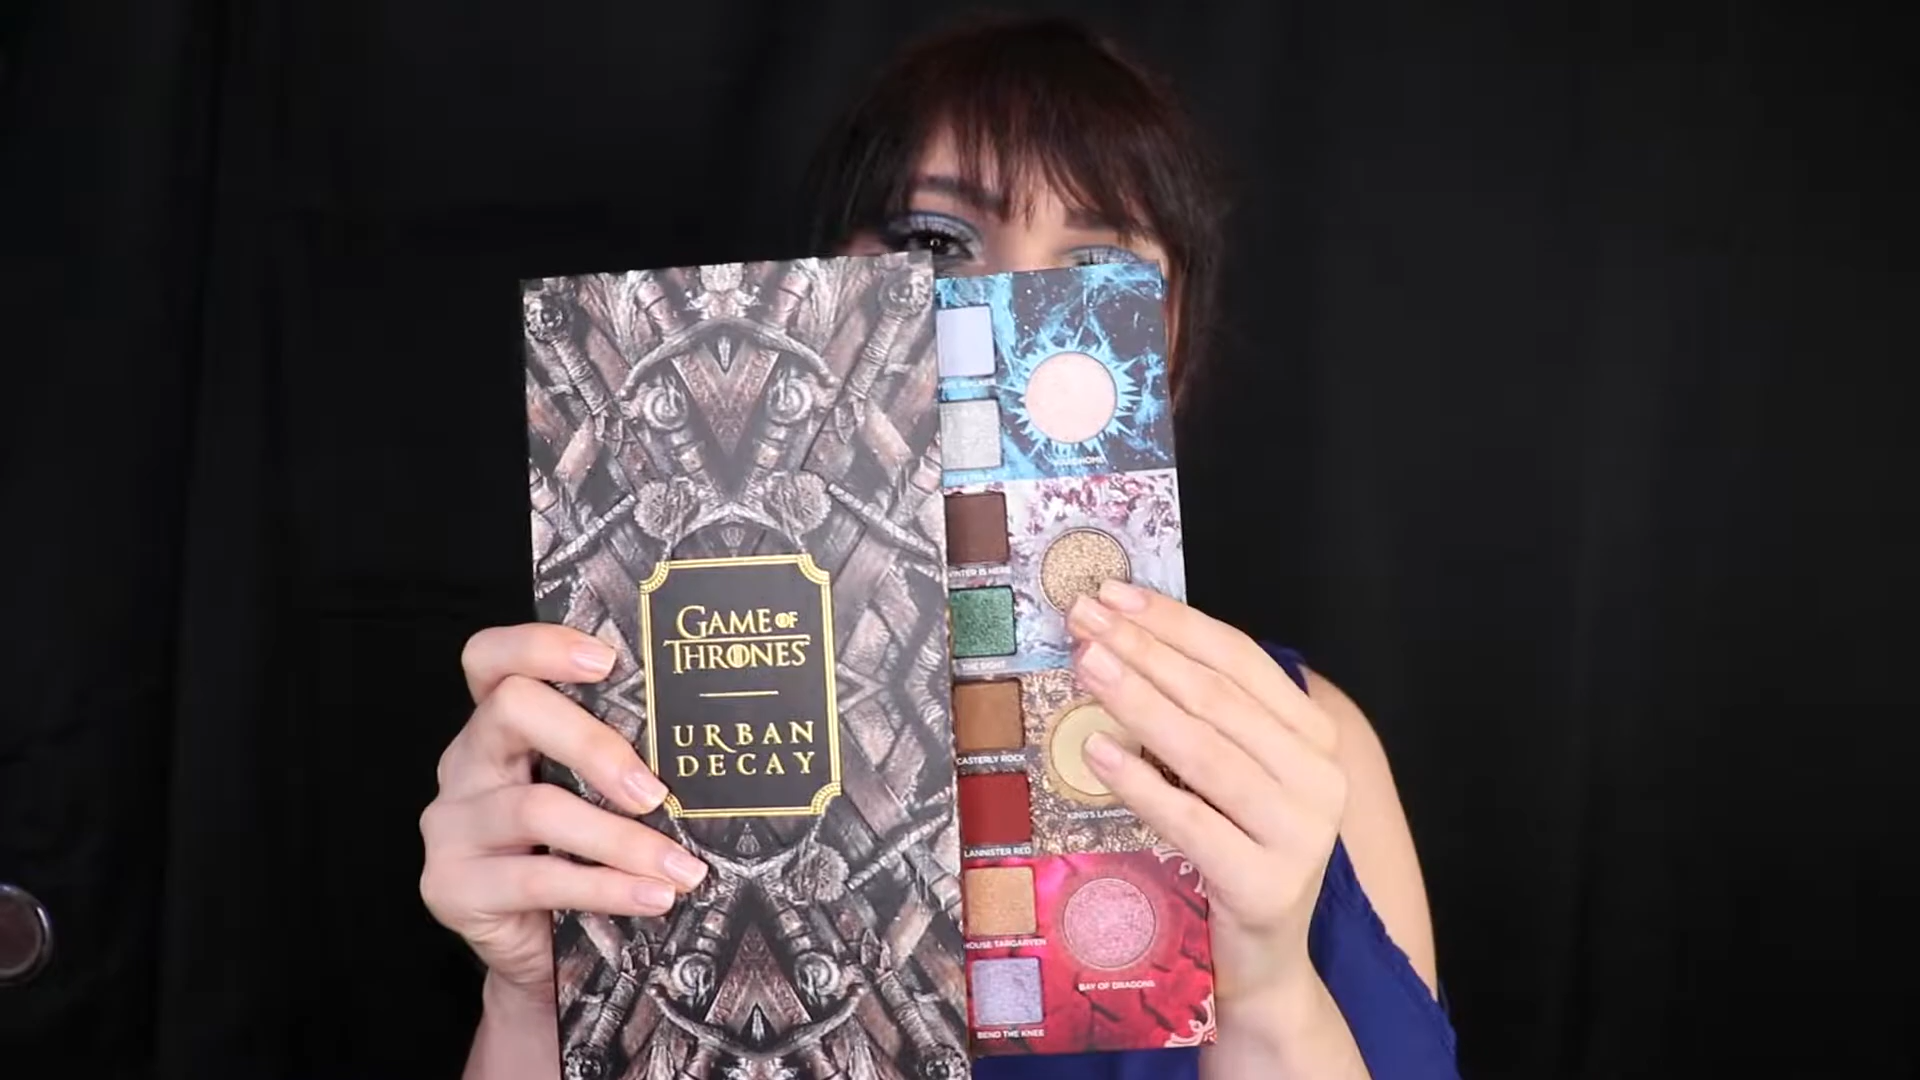 GAME OF
THRONES
URBAN
DECAY
WINTER IS HERE
THE SIGHT
CASTERLY ROCK
LANNISTER RED
HOUSE TARGARYEN
BAY OF DRAGONS
BEND THE KNEE